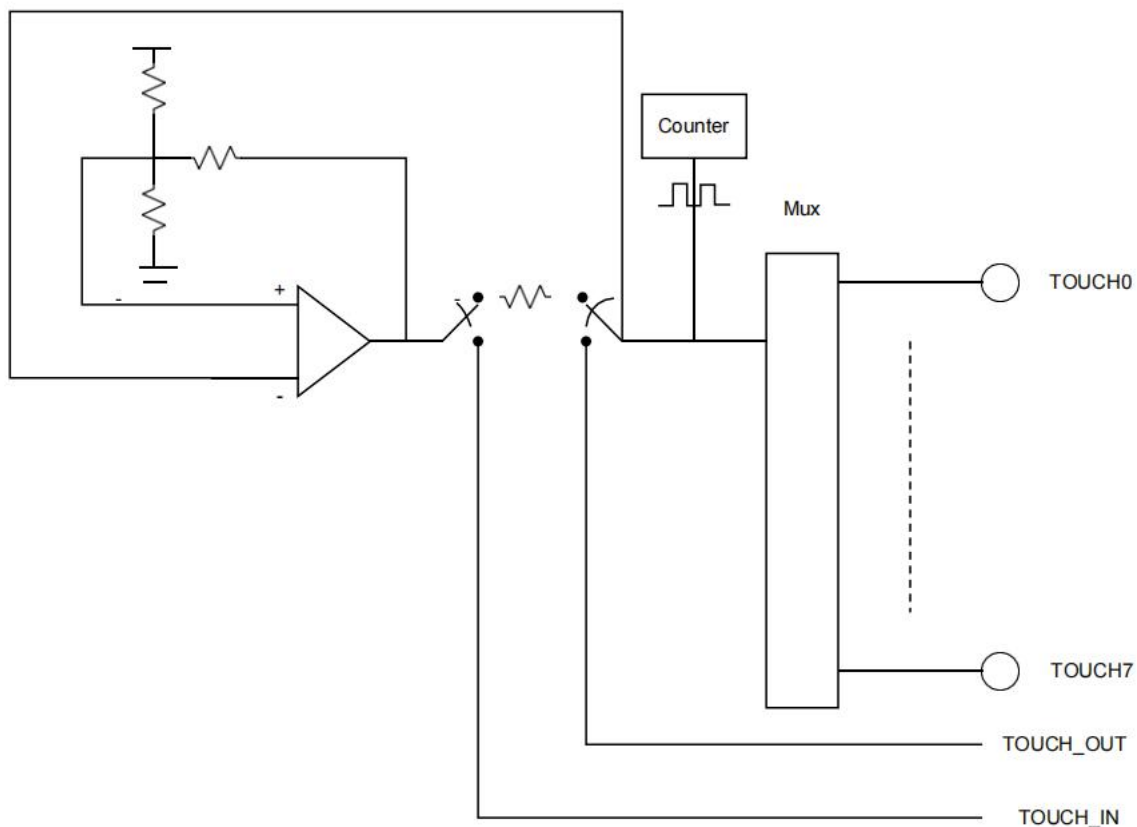 Counter
Mux
TOUCH0
-
+
-
-
TOUCH7
TOUCH_OUT
TOUCH_IN